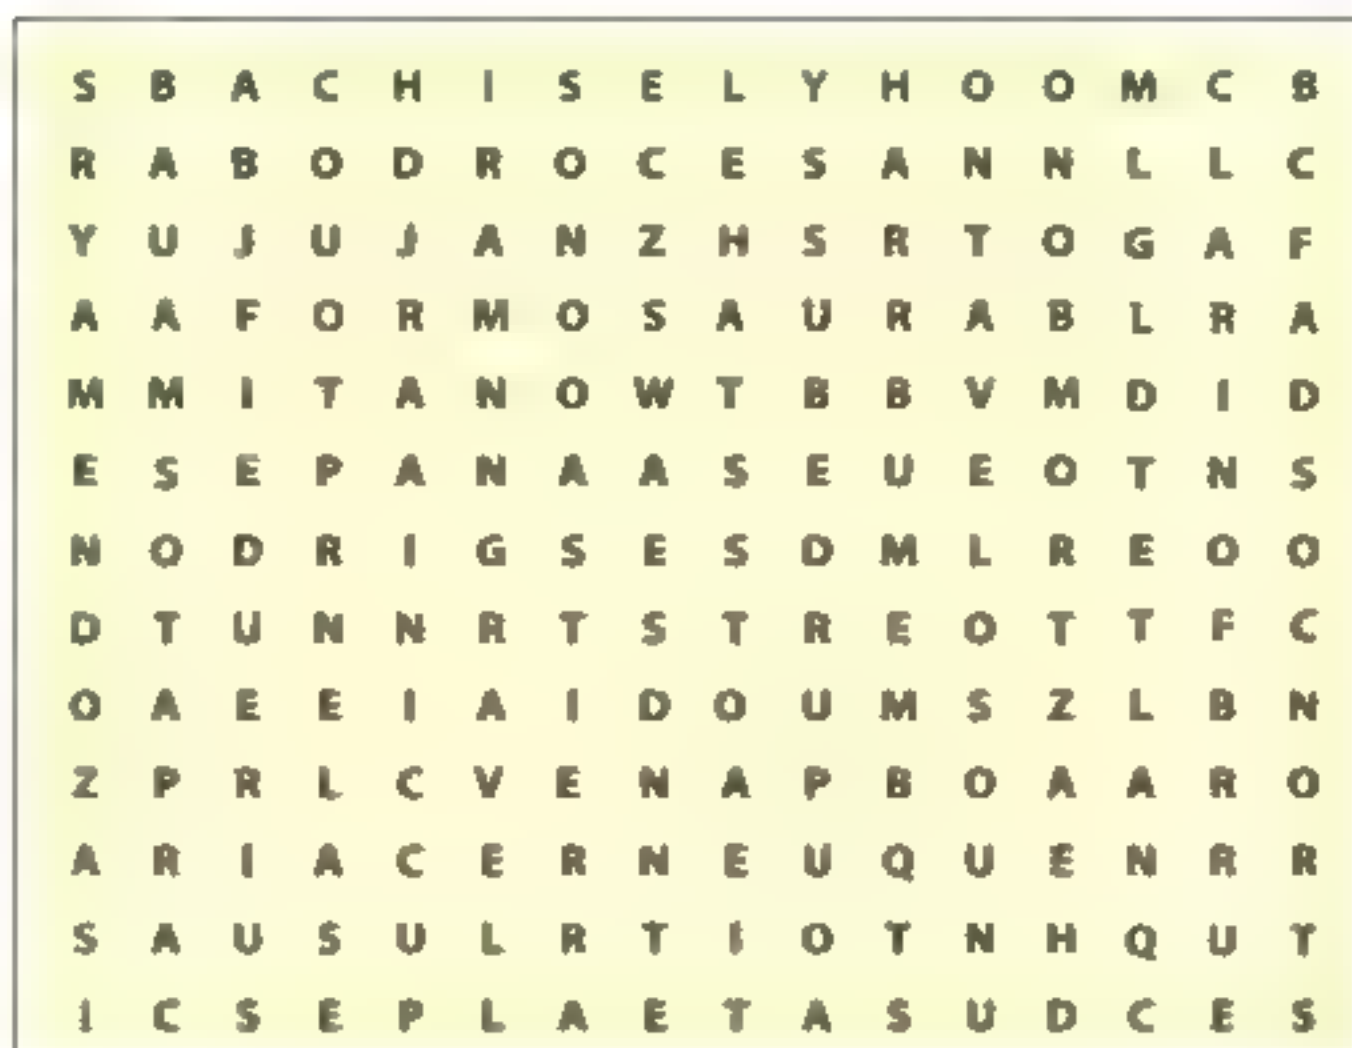 S B A C H I S E L Y H O O M C B
R A B O D R O C E S A N N L L C
Y U J U J A N Z H S R T O G A F
A A F O R M O S A U R A B L R A
M M I T A N O W T B B V M D I D
E S E P A N A A S E U E O T N S
N O D R I G S E S D M L R E O O
D T U N N R T S T R E O T T F C
O A E E I A I D O U M S Z L B N
Z P R L C V E N A P B O A A R O
A R I A C E R N E U Q U E N R R
S A U S U L R T I O T N H Q U T
I C S E P L A E T A S U D C E S